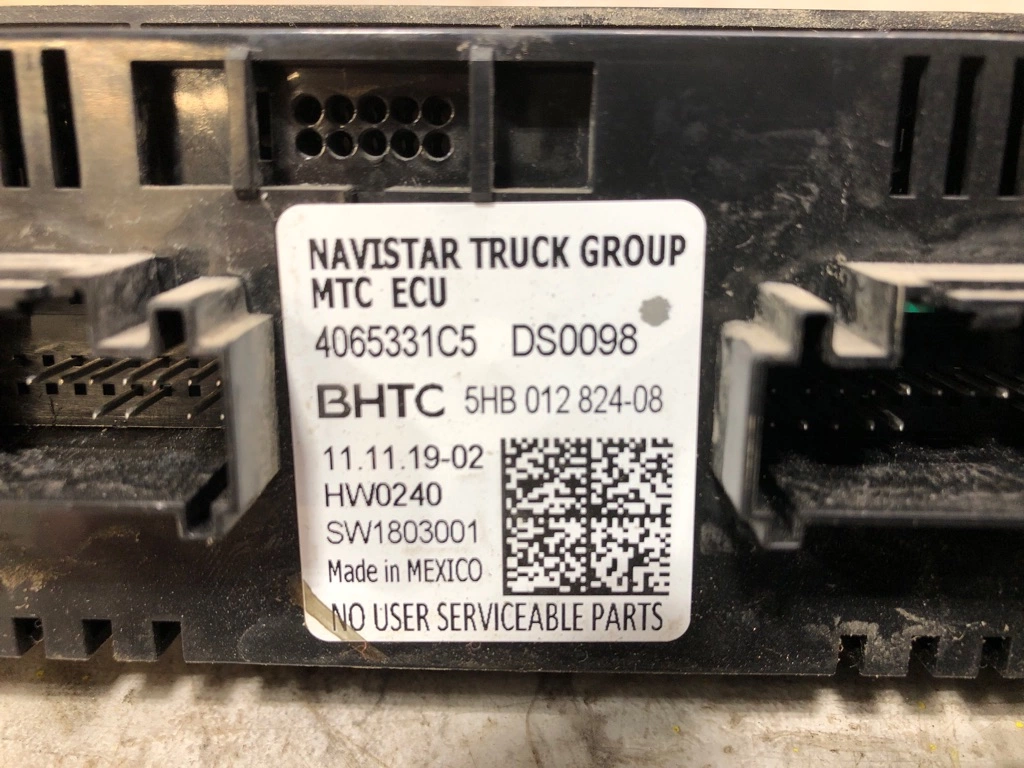 NAVISTAR TRUCK GROUP
MTC ECU
4065331C5 DS0098
BHTC 5HB 012 824-08
11.11.19-02
HW0240
SW1803001
Made in MEXICO
NO USER SERVICEABLE PARTS